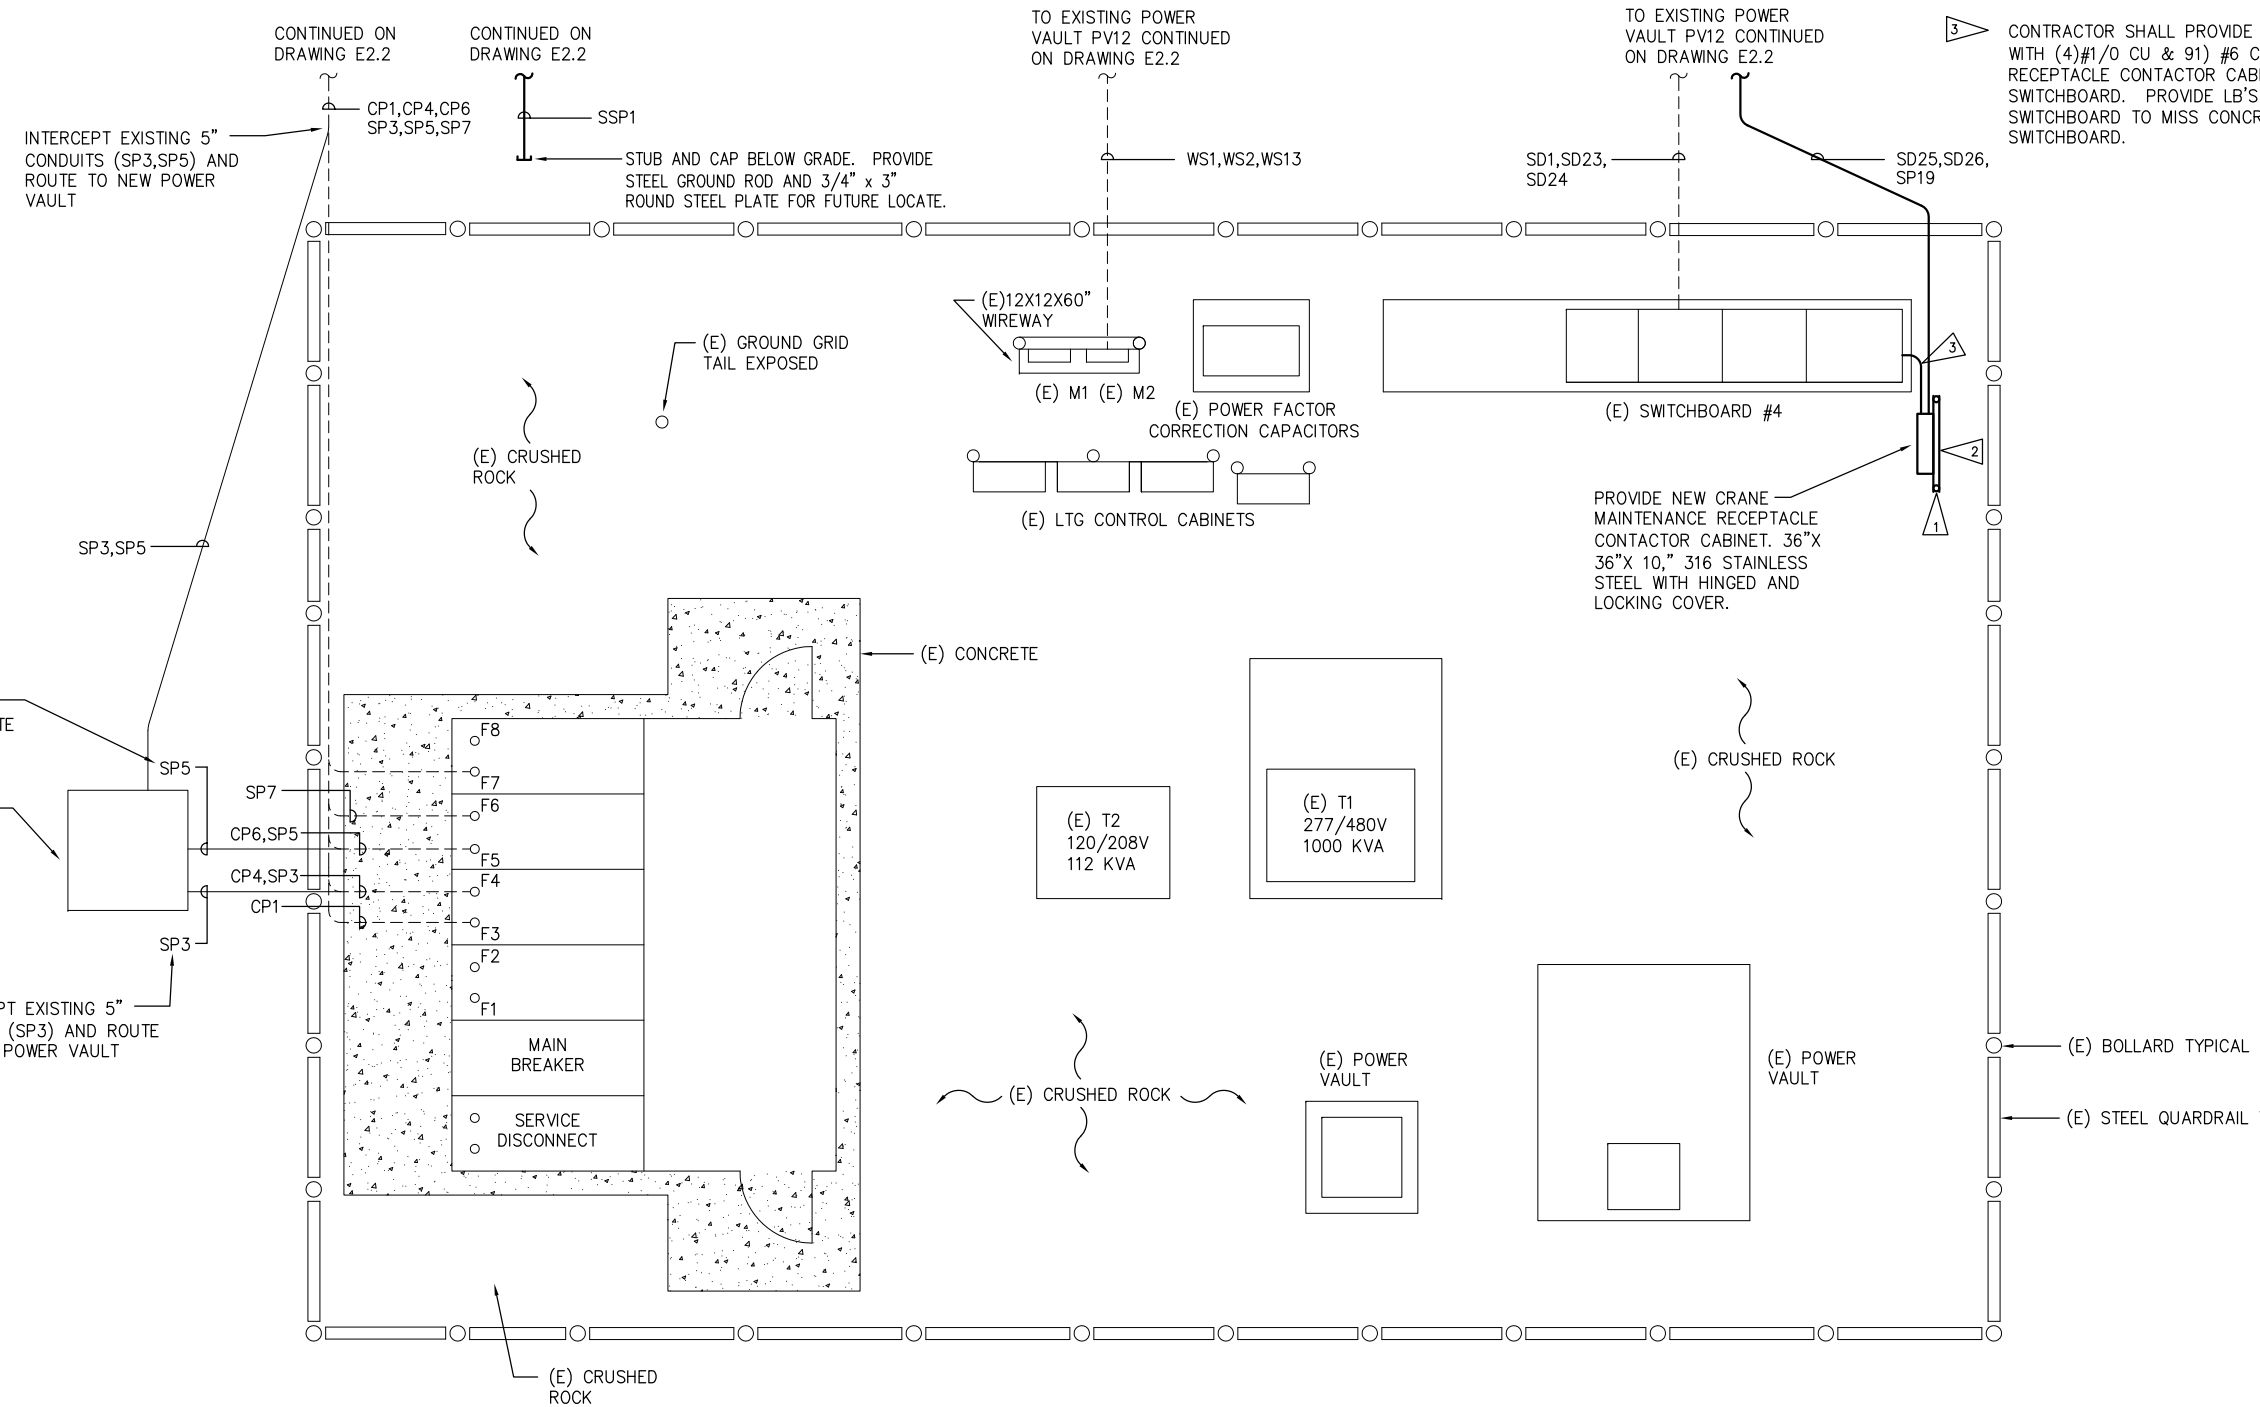 CONTINUED ON
DRAWING E2.2
CONTINUED ON
DRAWING E2.2
TO EXISTING POWER
VAULT PV12 CONTINUED
ON DRAWING E2.2
TO EXISTING POWER
VAULT PV12 CONTINUED
ON DRAWING E2.2
3
CONTRACTOR SHALL PROVIDE
WITH (4)#1/0 CU & 91) #6 C
RECEPTACLE CONTACTOR CAB
SWITCHBOARD. PROVIDE LB'S
SWITCHBOARD TO MISS CONCR
SWITCHBOARD.
CP1,CP4,CP6
SP3,SP5,SP7
SSP1
INTERCEPT EXISTING 5"
CONDUITS (SP3,SP5) AND
ROUTE TO NEW POWER
VAULT
STUB AND CAP BELOW GRADE. PROVIDE
STEEL GROUND ROD AND 3/4" x 3"
ROUND STEEL PLATE FOR FUTURE LOCATE.
WS1,WS2,WS13
SD1,SD23,
SD24
SD25,SD26,
SP19
(E)12X12X60"
WIREWAY
(E) GROUND GRID
TAIL EXPOSED
(E) M1 (E) M2
(E) POWER FACTOR
CORRECTION CAPACITORS
(E) SWITCHBOARD #4
3
2
1
(E) CRUSHED
ROCK
(E) LTG CONTROL CABINETS
PROVIDE NEW CRANE
MAINTENANCE RECEPTACLE
CONTACTOR CABINET. 36"X
36"X 10," 316 STAINLESS
STEEL WITH HINGED AND
LOCKING COVER.
SP3,SP5
(E) CONCRETE
TE
SP5
SP7
CP6,SP5
CP4,SP3
CP1
SP3
F8
F7
F6
F5
F4
F3
F2
F1
MAIN
BREAKER
SERVICE
DISCONNECT
(E) T2
120/208V
112 KVA
(E) T1
277/480V
1000 KVA
(E) CRUSHED ROCK
PT EXISTING 5"
(SP3) AND ROUTE
POWER VAULT
(E) CRUSHED ROCK
(E) POWER
VAULT
(E) POWER
VAULT
(E) BOLLARD TYPICAL
(E) STEEL QUARDRAIL
(E) CRUSHED
ROCK